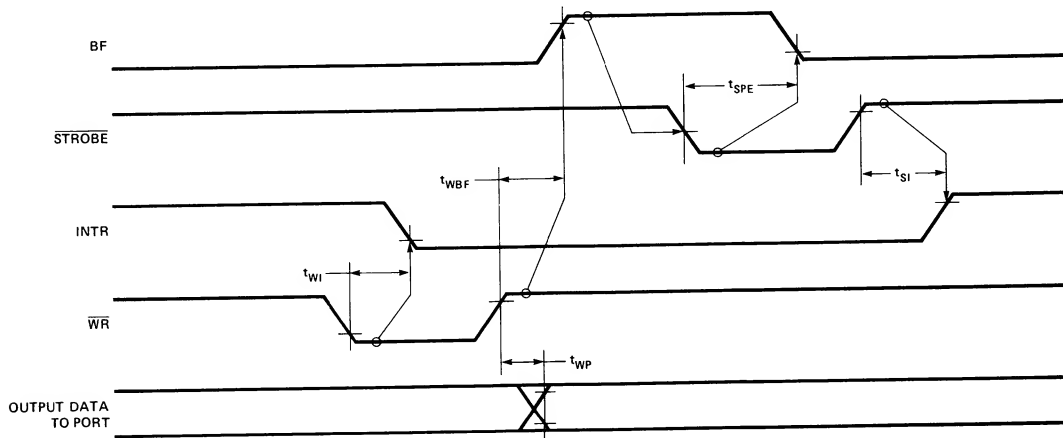 BF
t_SPE
STROBE
t_WBF
t_SI
INTR
t_WI
WR
t_WP
OUTPUT DATA
TO PORT